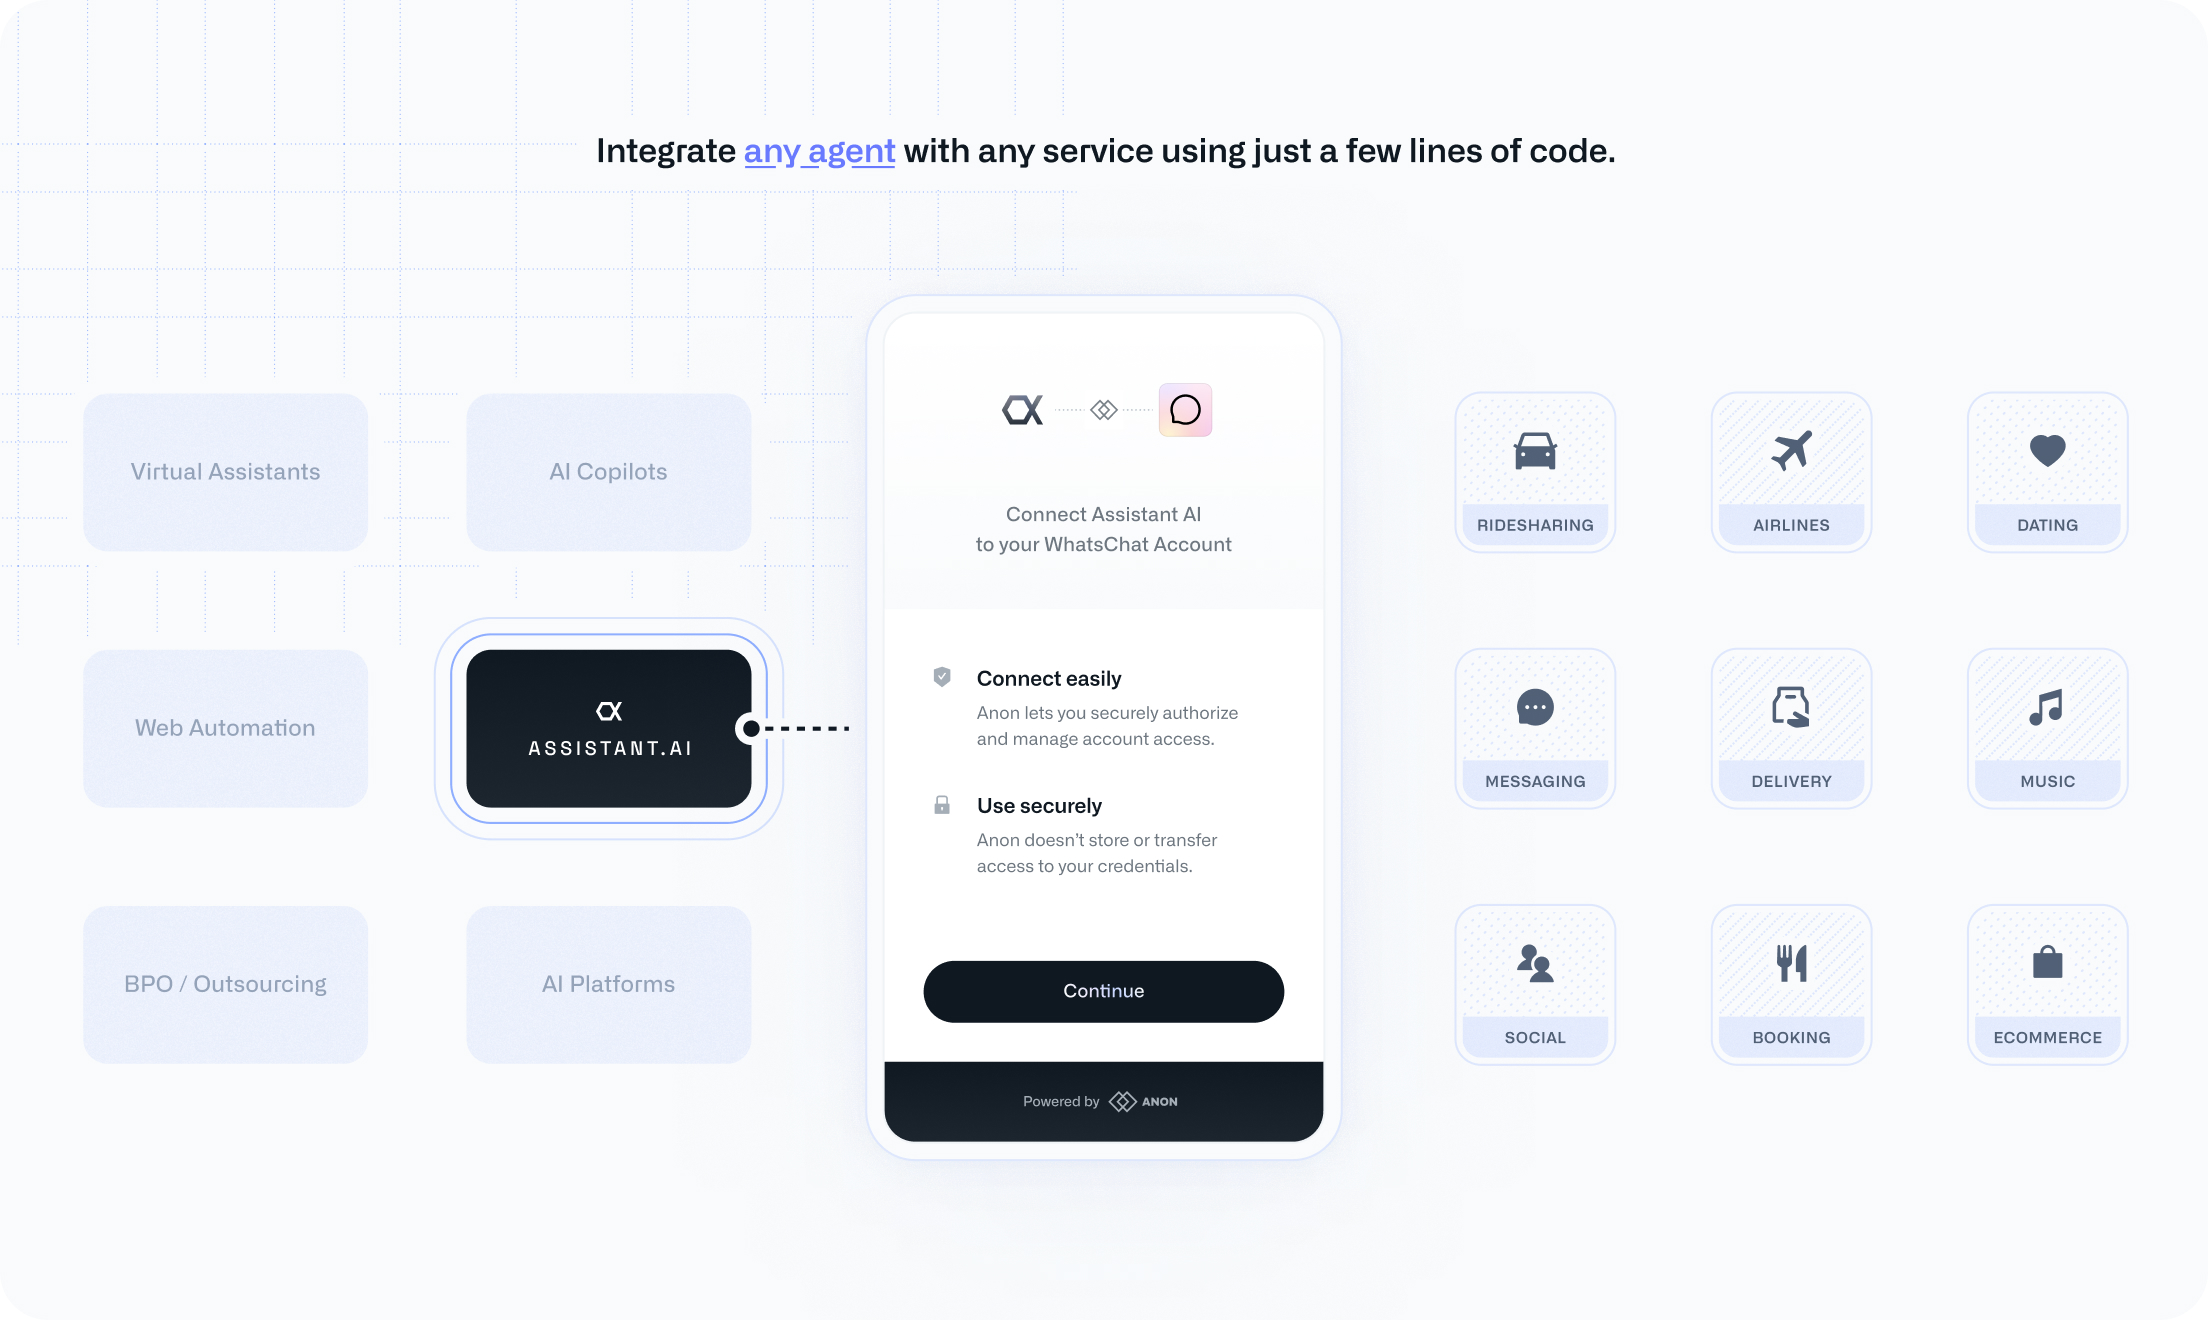 Integrate any agent with any service using just a few lines of code.
Virtual Assistants
AI Copilots
Web Automation
ASSISTANT.AI
BPO / Outsourcing
AI Platforms
Connect Assistant AI
to your WhatsChat Account
Connect easily
Anon lets you securely authorize
and manage account access.
Use securely
Anon doesn’t store or transfer
access to your credentials.
Continue
Powered by ANON
RIDESHARING
AIRLINES
DATING
MESSAGING
DELIVERY
MUSIC
SOCIAL
BOOKING
ECOMMERCE